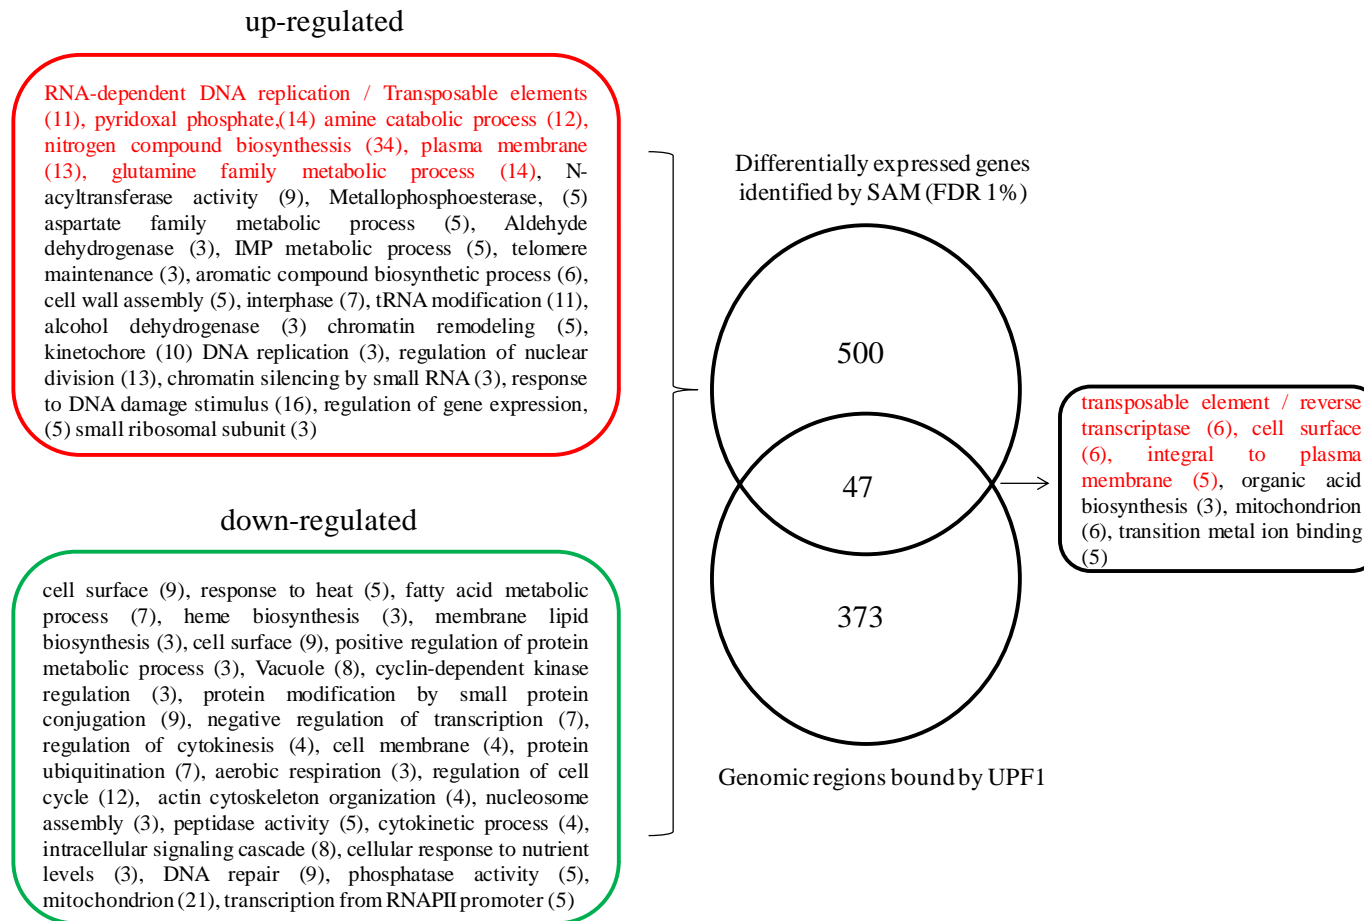 up-regulated
RNA-dependent DNA replication / Transposable elements
(11), pyridoxal phosphate,(14) amine catabolic process (12),
nitrogen compound biosynthessis (34), plasma membrane
(13), glutamine family metabolic process (14), N-
acyltransferase activity (9), Metallophosphoesterase, (5)
aspartate family metabolic process (5), Aldehyde
dehydrogenase (3), IMP metabolic process (5), telomere
maintenance (3), aromatic compound biosynthetic process (6),
cell wall assembly (5), interphase (7), tRNA modification (11),
alcohol dehydrogenase (3) chromatin remodeling (5),
kinetochore (10) DNA replication (3), regulation of nuclear
division (13), chromatin silencing by small RNA (3), response
to DNA damage stimulus (16), regulation of gene expression,
(5) small ribosomal subunit (3)
down-regulated
cell surface (9), response to heat (5), fatty acid metabolic
process (7), heme biosynthesis (3), membrane lipid
biosynthesis (3), cell surface (9), positive regulation of protein
metabolic process (3), Vacuole (8), cyclin-dependent kinase
regulation (3), protein modification by small protein
conjugation (9), negative regulation of transcription (7),
regulation of cytokinesis (4), cell membrane (4), protein
ubiquitination (7), aerobic respiration (3), regulation of cell
cycle (12), actin cytoskeleton organization (4), nucleosome
assembly (3), peptidase activity (5), cytokinetic process (4),
intracellular signaling cascade (8), cellular response to nutrient
levels (3), DNA repair (9), phosphatase activity (5),
mitochondrion (21), transcription from RNAPII promoter (5)
Differentially expressed genes
identified by SAM (FDR 1%)
500
47
373
Genomic regions bound by UPF1
transposable element / reverse
transcriptase (6), cell surface
(6), integral to plasma
membrane (5), organic acid
biosynthesis (3), mitochondrion
(6), transition metal ion binding
(5)